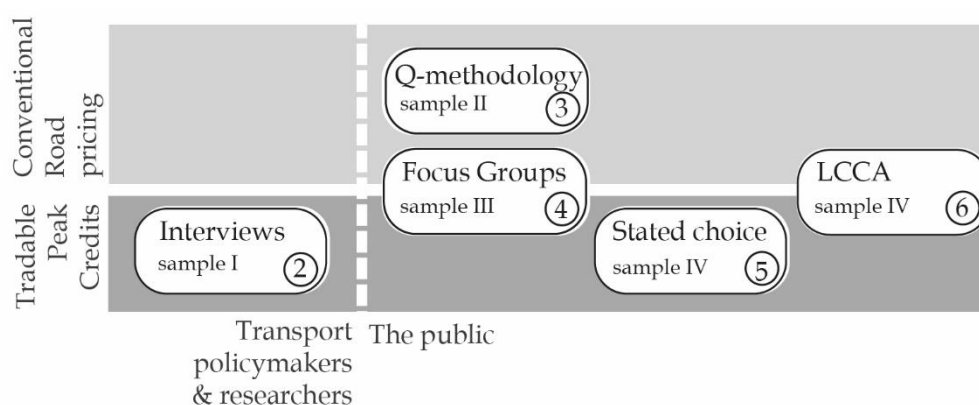 Conventional
Road
pricing
Q-methodology
sample II
3
Focus Groups
sample III
4
LCCA
sample IV
6
Tradable
Peak
Credits
Interviews
sample I
2
Stated choice
sample IV
5
Transport
policymakers
& researchers
The public